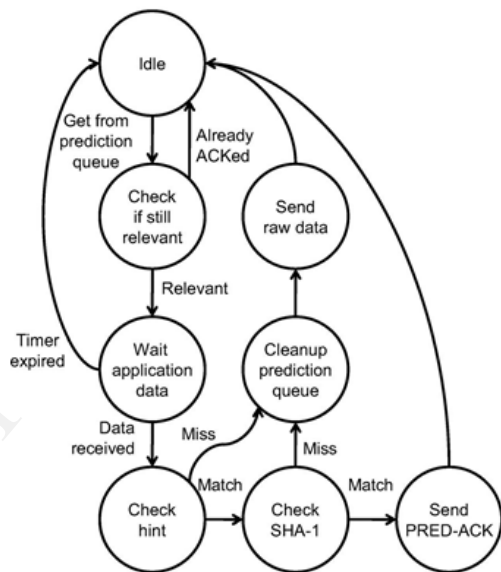 Idle
Get from
prediction
queue
Already
ACKed
Check
if still
relevant
Send
raw data
Relevant
Timer
expired
Wait
application
data
Cleanup
prediction
queue
Data
received
Miss
Miss
Match
Match
Check
hint
Check
SHA-1
Send
PRED-ACK